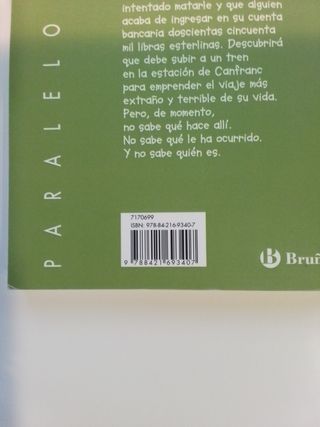 intentado matarle y que alguien
acaba de ingresar en su cuenta
bancaria doscientas cincuenta
mil libras esterlinas. Descubrirá
que debe subir a un tren
en la estación de Canfranc
para emprender el viaje más
extraño y terrible de su vida.
Pero, de momento,
no sabe qué hace allí.
No sabe qué le ha ocurrido.
Y no sabe quién es.
PARALELO
7170699
ISBN: 978-84-216-9340-7
9 788421 693407